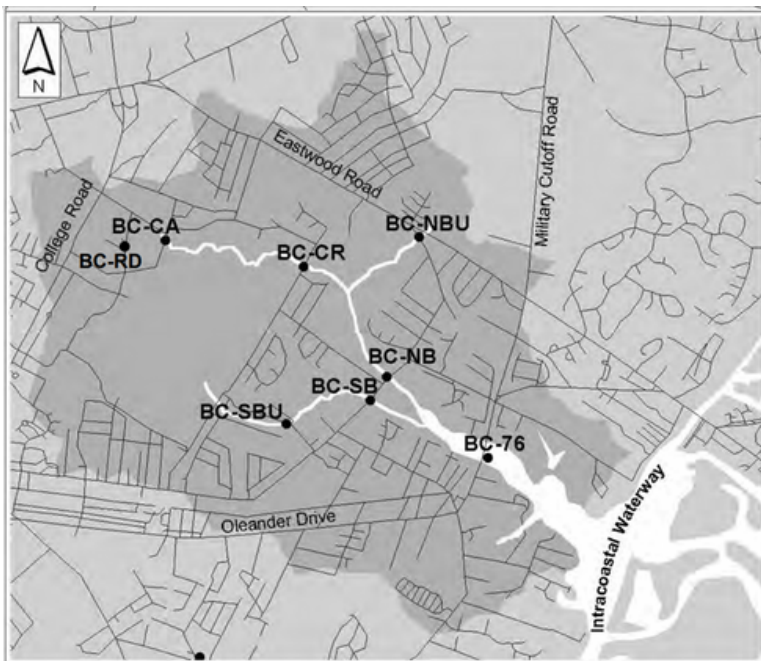 N
Eastwood Road
Military Cutoff Road
College Road
BC-CA
BC-NBU
BC-RD
BC-CR
BC-NB
BC-SB
BC-SBU
BC-76
Oleander Drive
Intracoastal Waterway